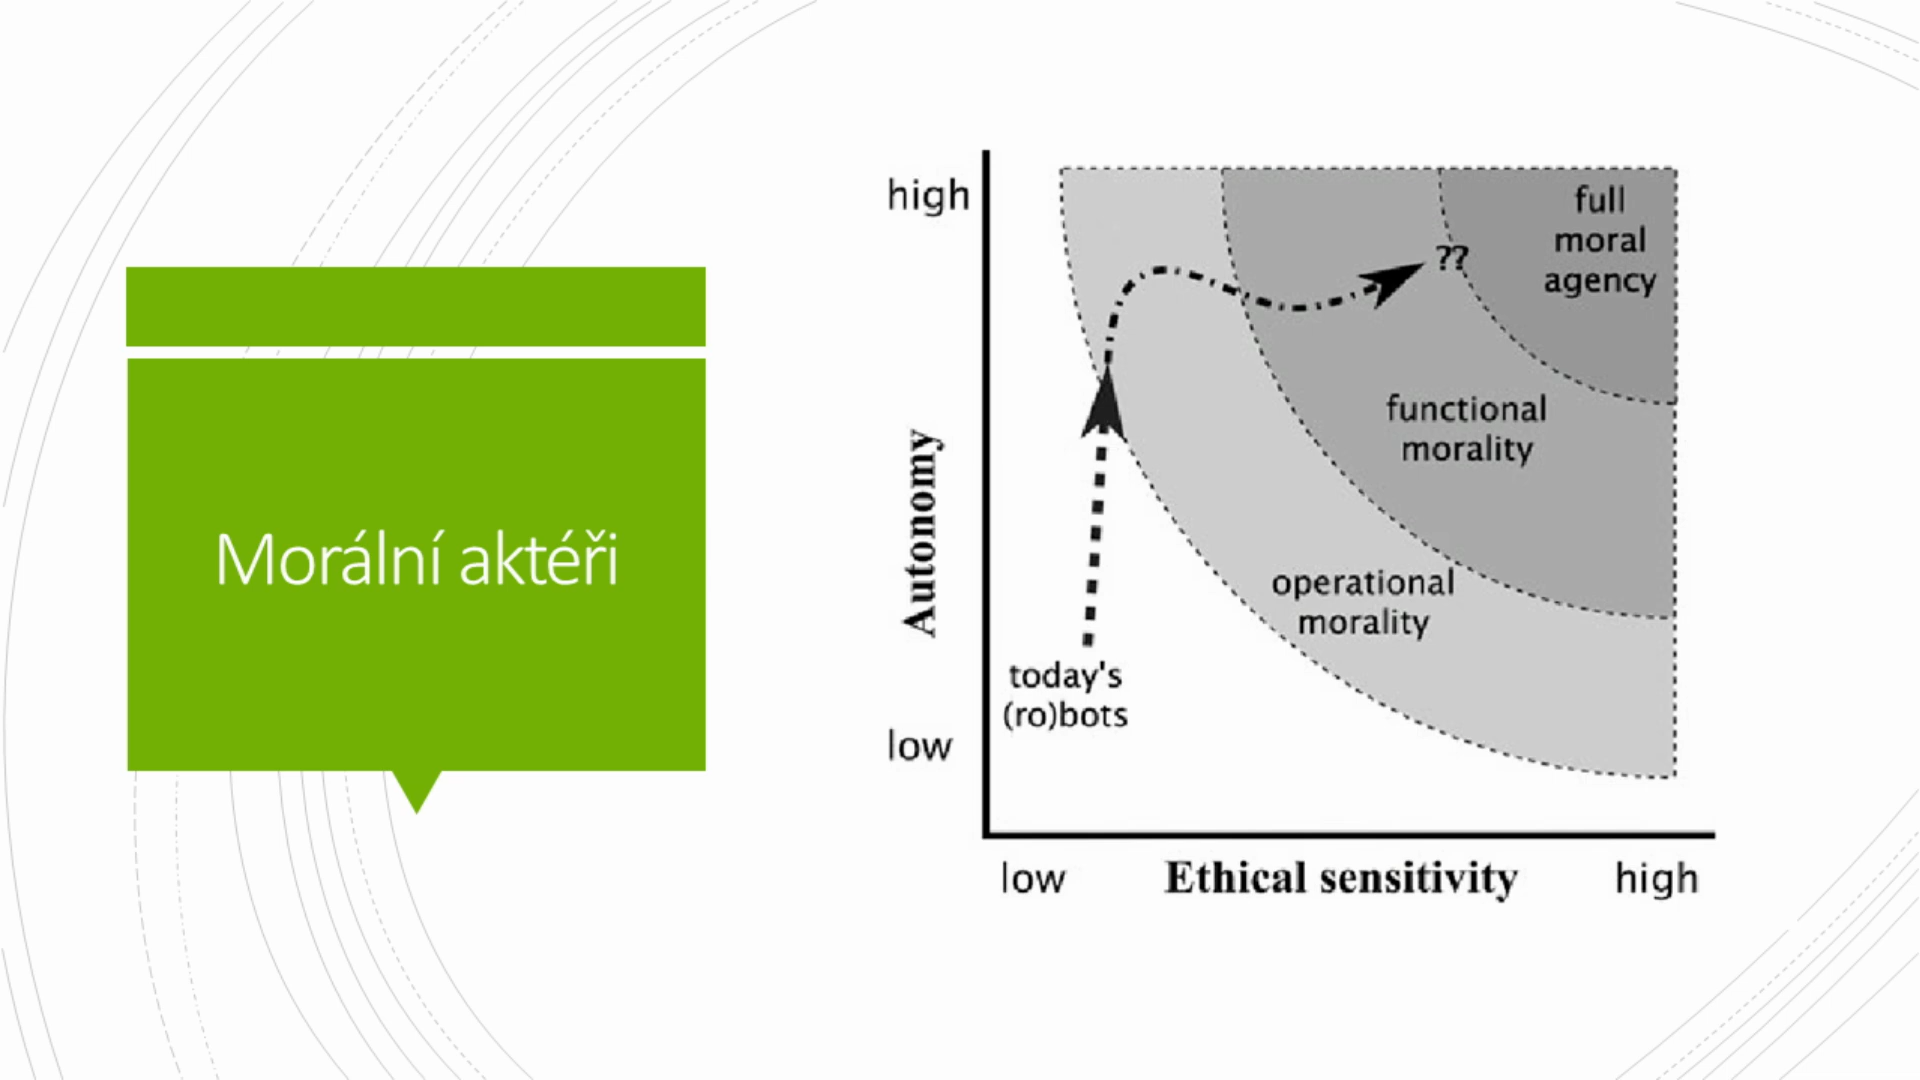 Morální aktéři
high
full
moral
agency
??
functional
morality
Autonomy
operational
morality
today's
(ro)bots
low
low
Ethical sensitivity
high